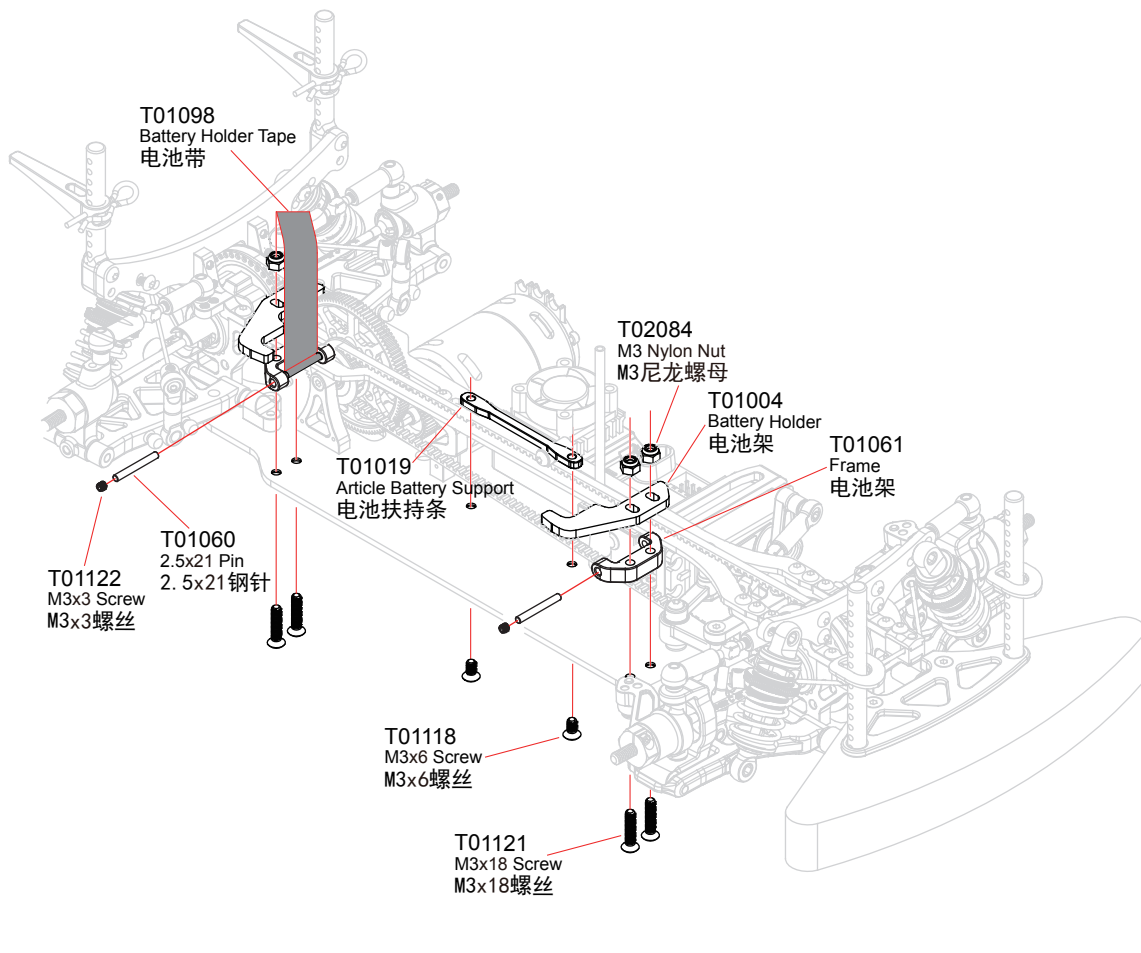 T01098
Battery Holder Tape
电池带
T02084
M3 Nylon Nut
M3尼龙螺母
T01004
Battery Holder
电池架
T01061
Frame
电池架
T01019
Article Battery Support
电池扶持条
T01060
2.5x21 Pin
2.5x21钢针
T01122
M3x3 Screw
M3x3螺丝
T01118
M3x6 Screw
M3x6螺丝
T01121
M3x18 Screw
M3x18螺丝